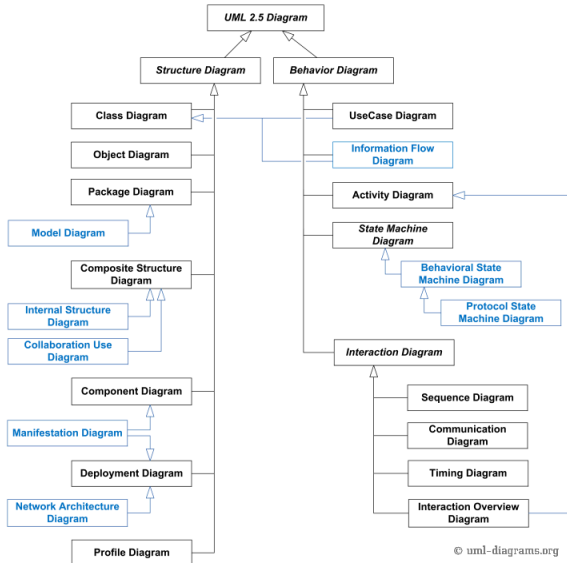 UML 2.5 Diagram
Structure Diagram
Behavior Diagram
Class Diagram
UseCase Diagram
Object Diagram
Information Flow
Diagram
Package Diagram
Activity Diagram
Model Diagram
State Machine
Diagram
Composite Structure
Diagram
Behavioral State
Machine Diagram
Internal Structure
Diagram
Protocol State
Machine Diagram
Collaboration Use
Diagram
Interaction Diagram
Component Diagram
Sequence Diagram
Manifestation Diagram
Communication
Diagram
Deployment Diagram
Timing Diagram
Network Architecture
Diagram
Interaction Overview
Diagram
Profile Diagram
© uml-diagrams.org